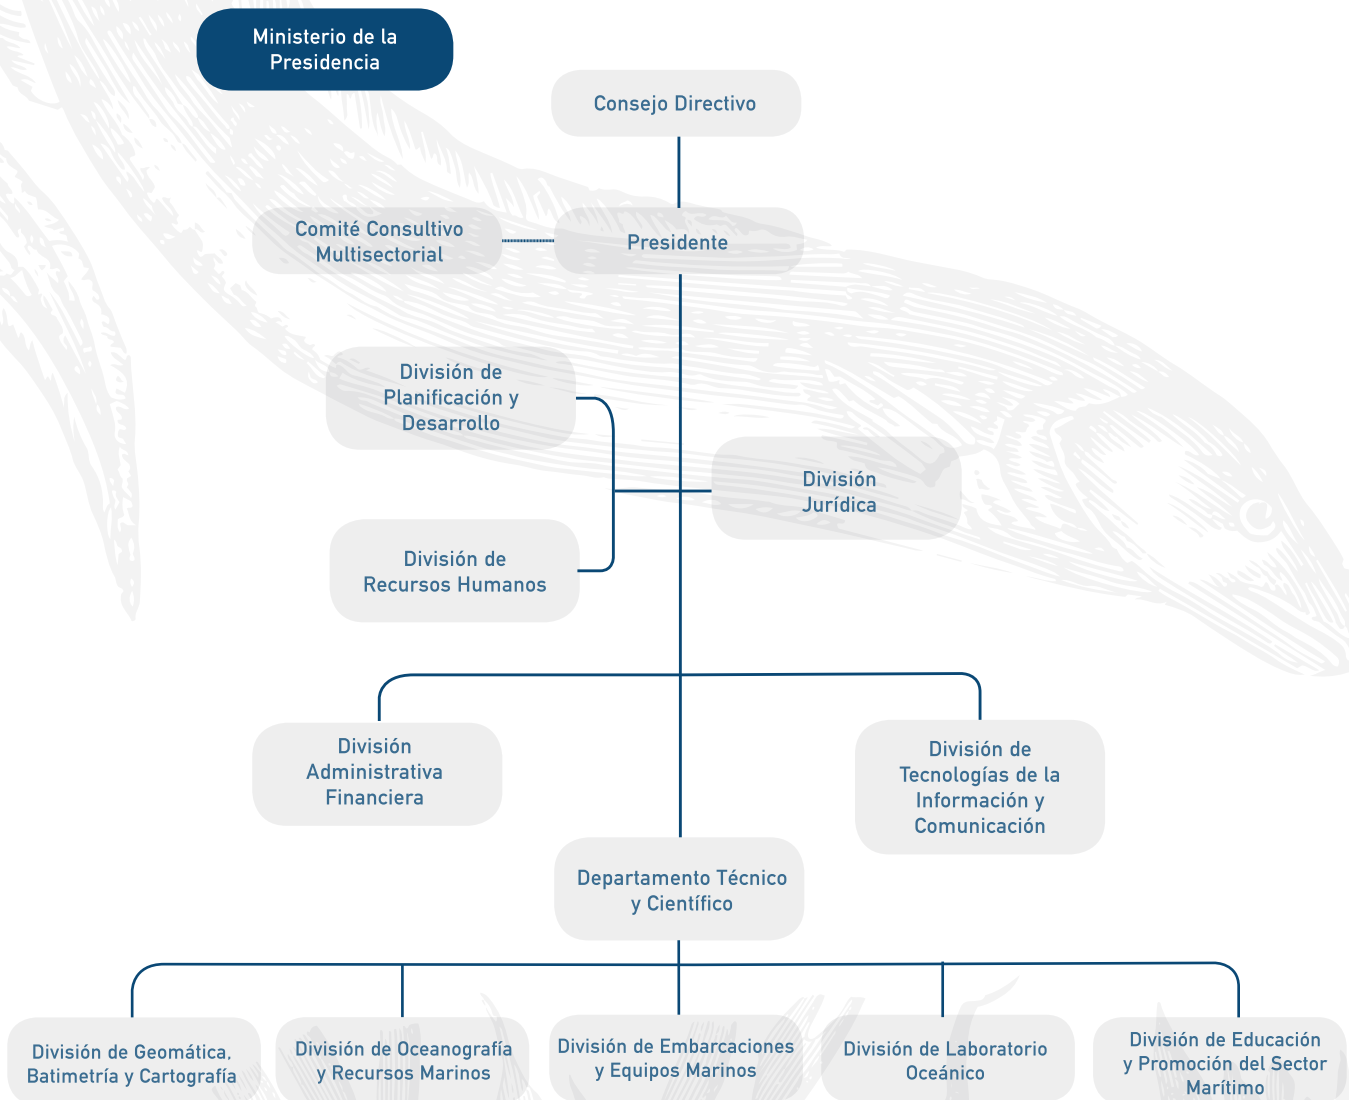 Ministerio de la
Presidencia
Consejo Directivo
Comité Consultivo
Multisectorial
Presidente
División de
Planificación y
Desarrollo
División
Jurídica
División de
Recursos Humanos
División
Administrativa
Financiera
División de
Tecnologías de la
Información y
Comunicación
Departamento Técnico
y Científico
División de Geomática,
Batimetría y Cartografía
División de Oceanografía
y Recursos Marinos
División de Embarcaciones
y Equipos Marinos
División de Laboratorio
Oceánico
División de Educación
y Promoción del Sector
Marítimo